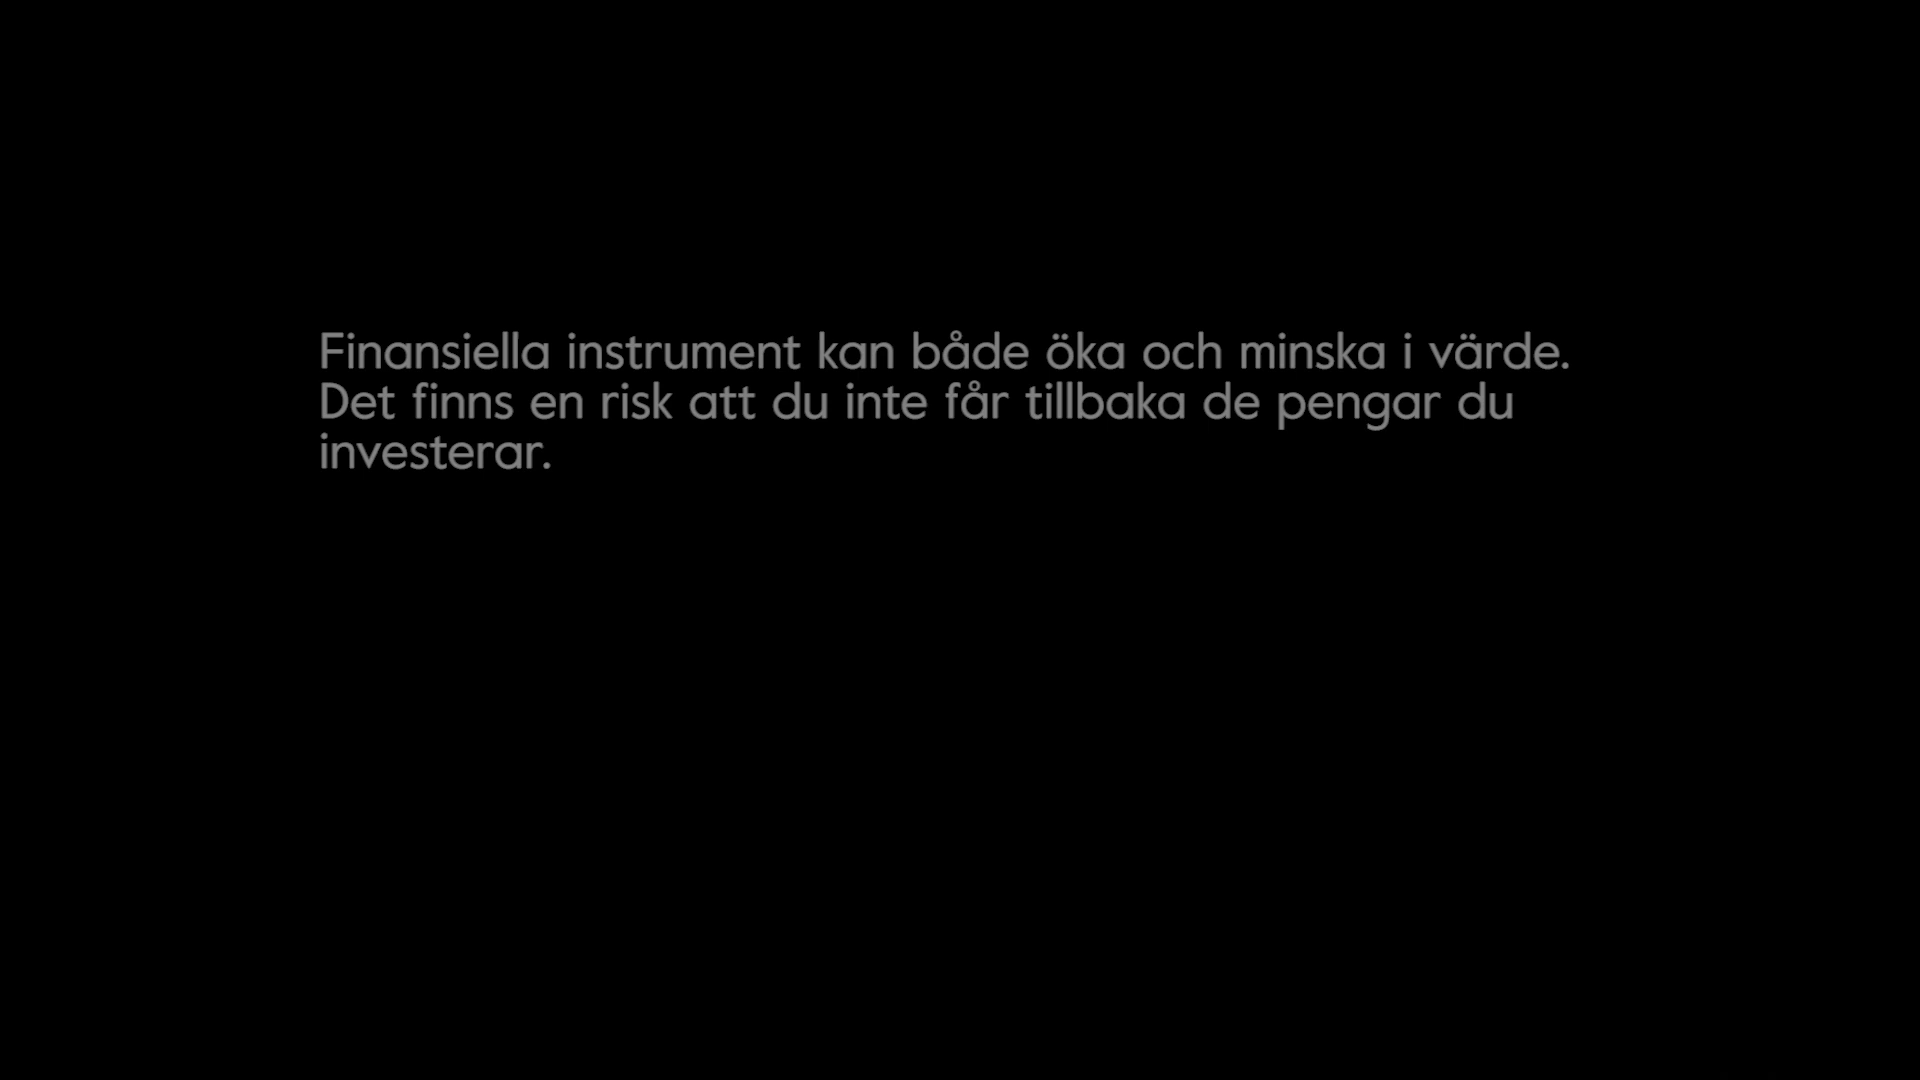 Finansiella instrument kan både öka och minska i värde.
Det finns en risk att du inte får tillbaka de pengar du
investerar.